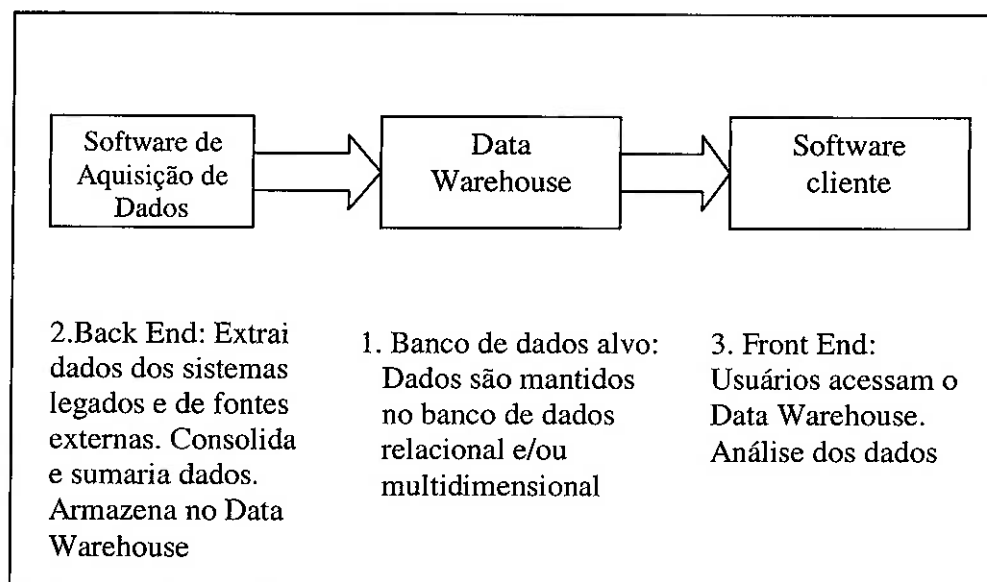 Software de
Aquisição de
Dados
Data
Warehouse
Software
cliente
2.Back End: Extrai
dados dos sistemas
legados e de fontes
externas. Consolida
e sumaria dados.
Armazena no Data
Warehouse
1. Banco de dados alvo:
Dados são mantidos
no banco de dados
relacional e/ou
multidimensional
3. Front End:
Usuários acessam o
Data Warehouse.
Análise dos dados